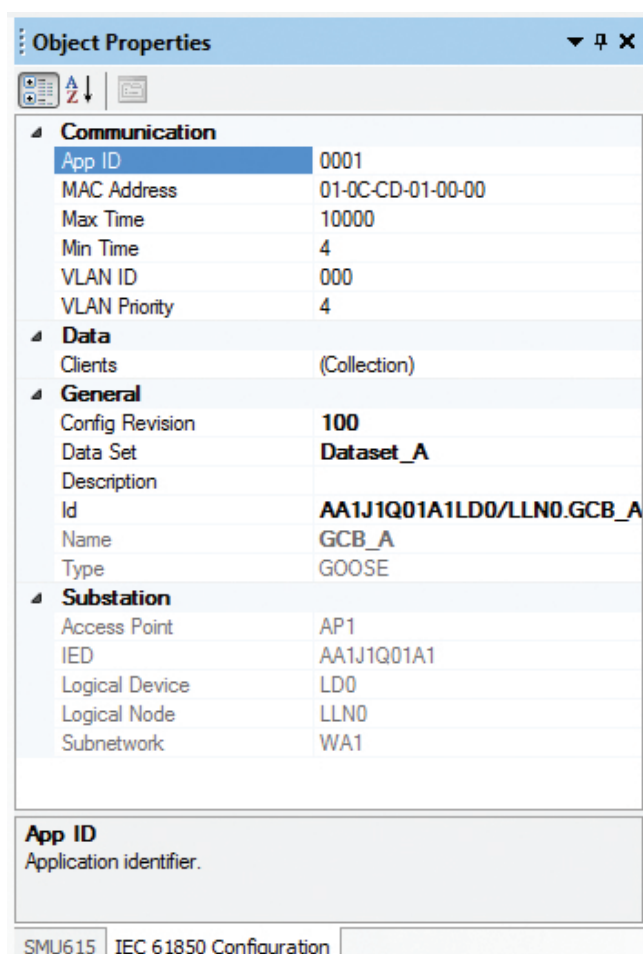 Object Properties
Communication
App ID 0001
MAC Address 01-0C-CD-01-00-00
Max Time 10000
Min Time 4
VLAN ID 000
VLAN Priority 4
Data
Clients (Collection)
General
Config Revision 100
Data Set Dataset_A
Description
Id AA1J1Q01A1LD0/LLN0.GCB_A
Name GCB_A
Type GOOSE
Substation
Access Point AP1
IED AA1J1Q01A1
Logical Device LD0
Logical Node LLN0
Subnetwork WA1
App ID
Application identifier.
SMU615 IEC 61850 Configuration